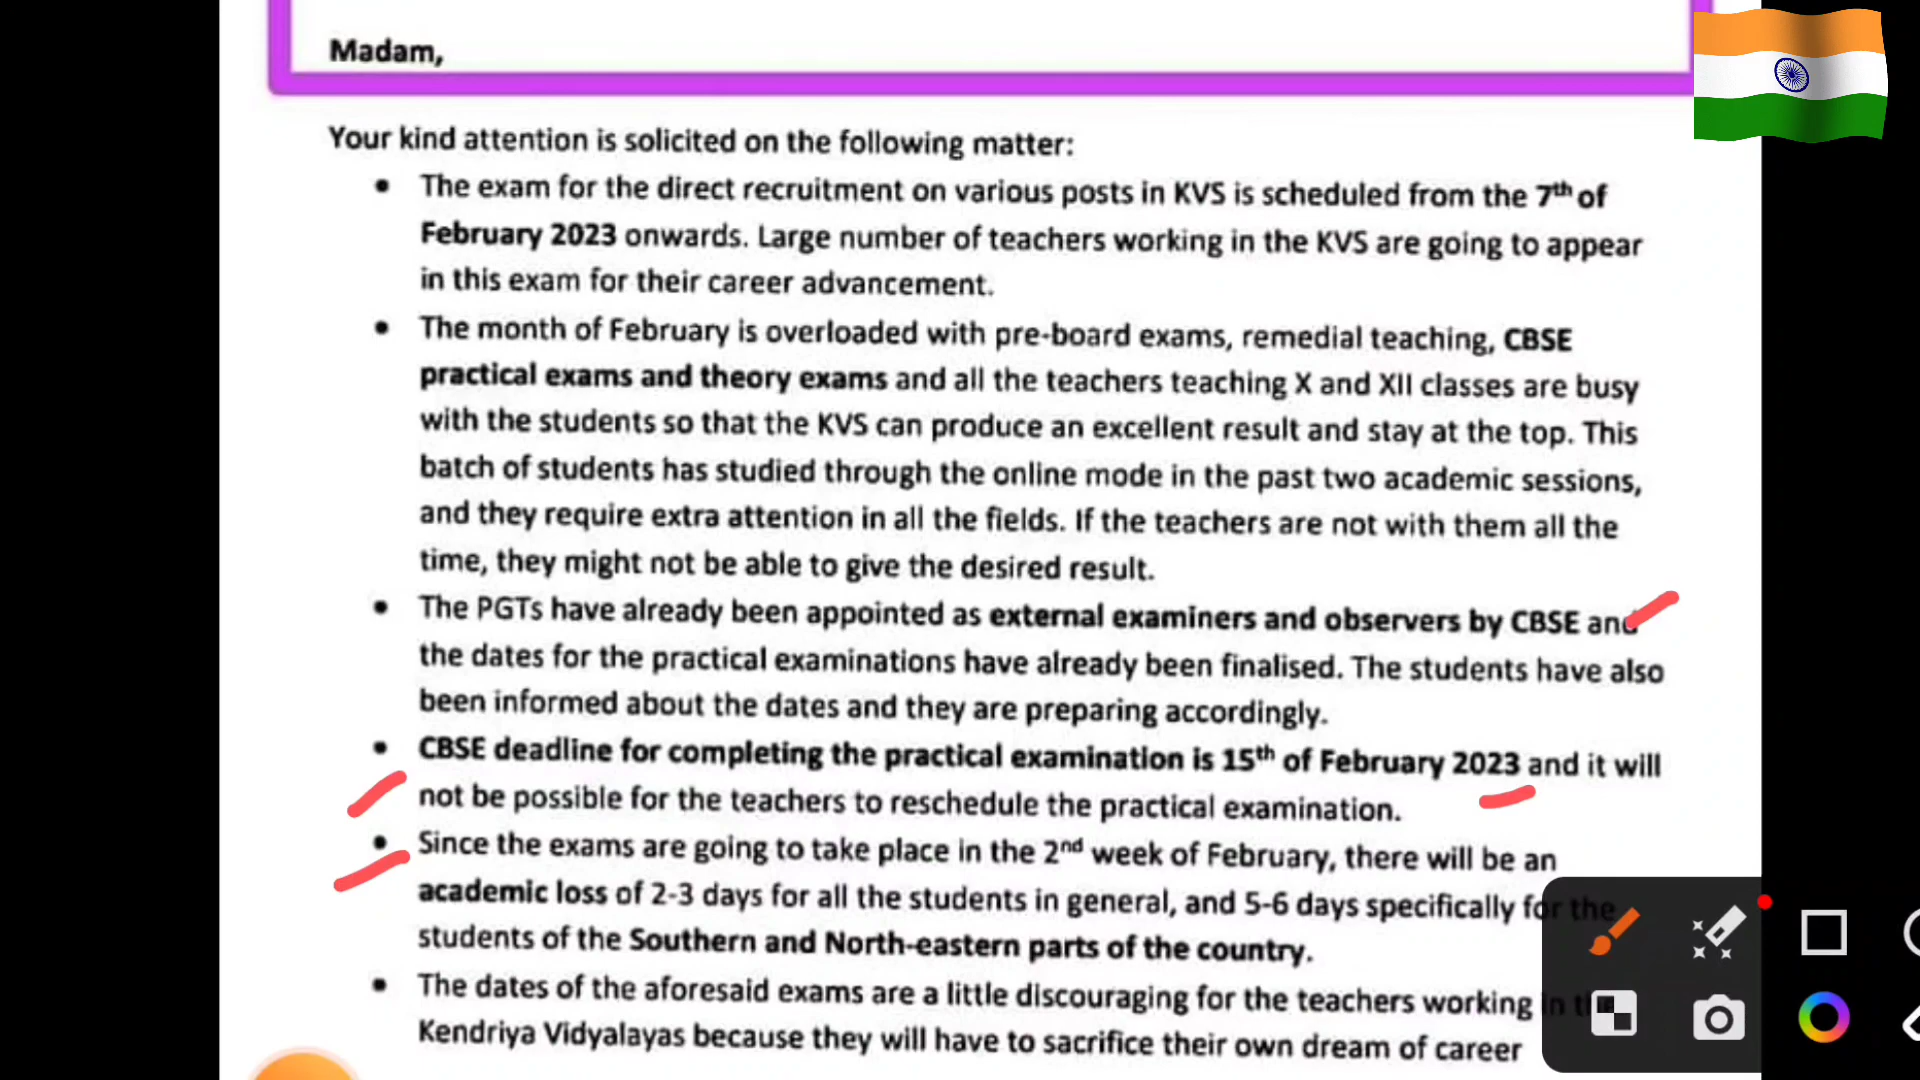 Madam,
Your kind attention is solicited on the following matter:
• The exam for the direct recruitment on various posts in KVS is scheduled from the 7th of
February 2023 onwards. Large number of teachers working in the KVS are going to appear
in this exam for their career advancement.
• The month of February is overloaded with pre-board exams, remedial teaching, CBSE
practical exams and theory exams and all the teachers teaching X and XII classes are busy
with the students so that the KVS can produce an excellent result and stay at the top. This
batch of students has studied through the online mode in the past two academic sessions,
and they require extra attention in all the fields. If the teachers are not with them all the
time, they might not be able to give the desired result.
• The PGTs have already been appointed as external examiners and observers by CBSE and
the dates for the practical examinations have already been finalised. The students have also
been informed about the dates and they are preparing accordingly.
• CBSE deadline for completing the practical examination is 15th of February 2023 and it will
not be possible for the teachers to reschedule the practical examination.
• Since the exams are going to take place in the 2nd week of February, there will be an
academic loss of 2-3 days for all the students in general, and 5-6 days specifically for the
students of the Southern and North-eastern parts of the country.
• The dates of the aforesaid exams are a little discouraging for the teachers working in
Kendriya Vidyalayas because they will have to sacrifice their own dream of career